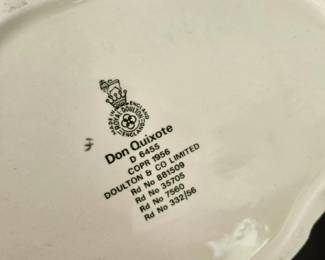 MADE IN ENGLAND
ROYAL DOULTON
ENGLAND
Don Quixote
D 6455
COPR 1956
DOULTON & CO LIMITED
Rd No 881509
Rd No 35705
Rd No 7560
Rd No 332/56